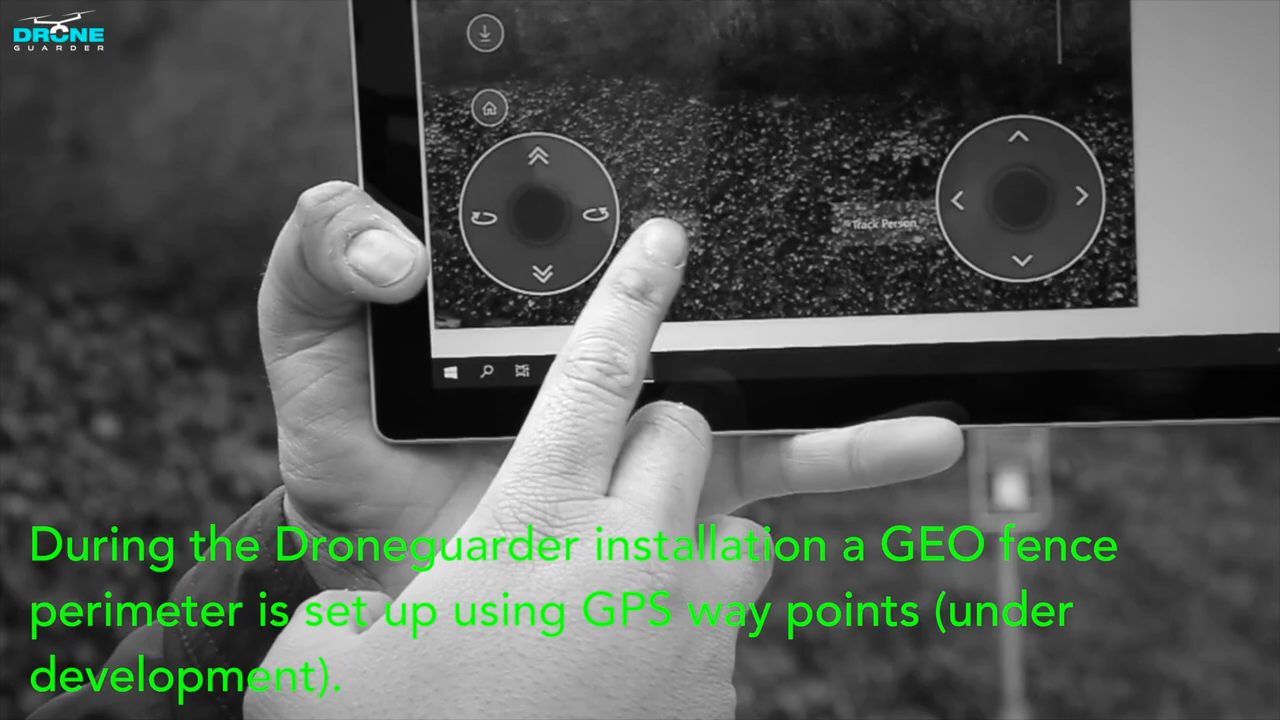 DRONE
GUARDER
Track Person
During the Droneguarder installation a GEO fence
perimeter is set up using GPS way points (under
development).